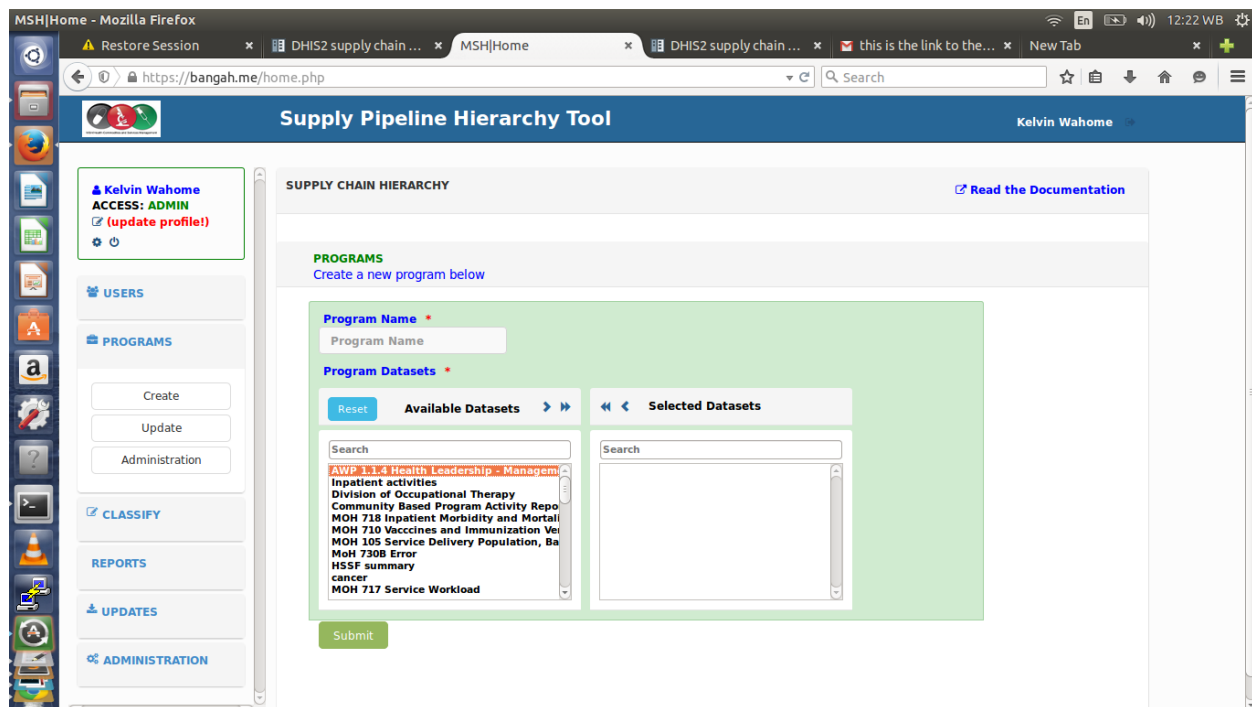 MSH|Home - Mozilla Firefox
En
12:22 WB
Restore Session
DHIS2 supply chain ...
MSH|Home
DHIS2 supply chain ...
this is the link to the...
New Tab
https://bangah.me/home.php
Search
Supply Pipeline Hierarchy Tool
Kelvin Wahome
Kelvin Wahome
ACCESS: ADMIN
(update profile!)
USERS
PROGRAMS
Create
Update
Administration
CLASSIFY
REPORTS
UPDATES
ADMINISTRATION
SUPPLY CHAIN HIERARCHY
Read the Documentation
PROGRAMS
Create a new program below
Program Name *
Program Name
Program Datasets *
Reset
Available Datasets
Selected Datasets
Search
Search
AWP 1.1.4 Health Leadership - Managem
Inpatient activities
Division of Occupational Therapy
Community Based Program Activity Repo
MOH 718 Inpatient Morbidity and Mortali
MOH 710 Vacccines and Immunization Ve
MOH 105 Service Delivery Population, Ba
MoH 730B Error
HSSF summary
cancer
MOH 717 Service Workload
Submit